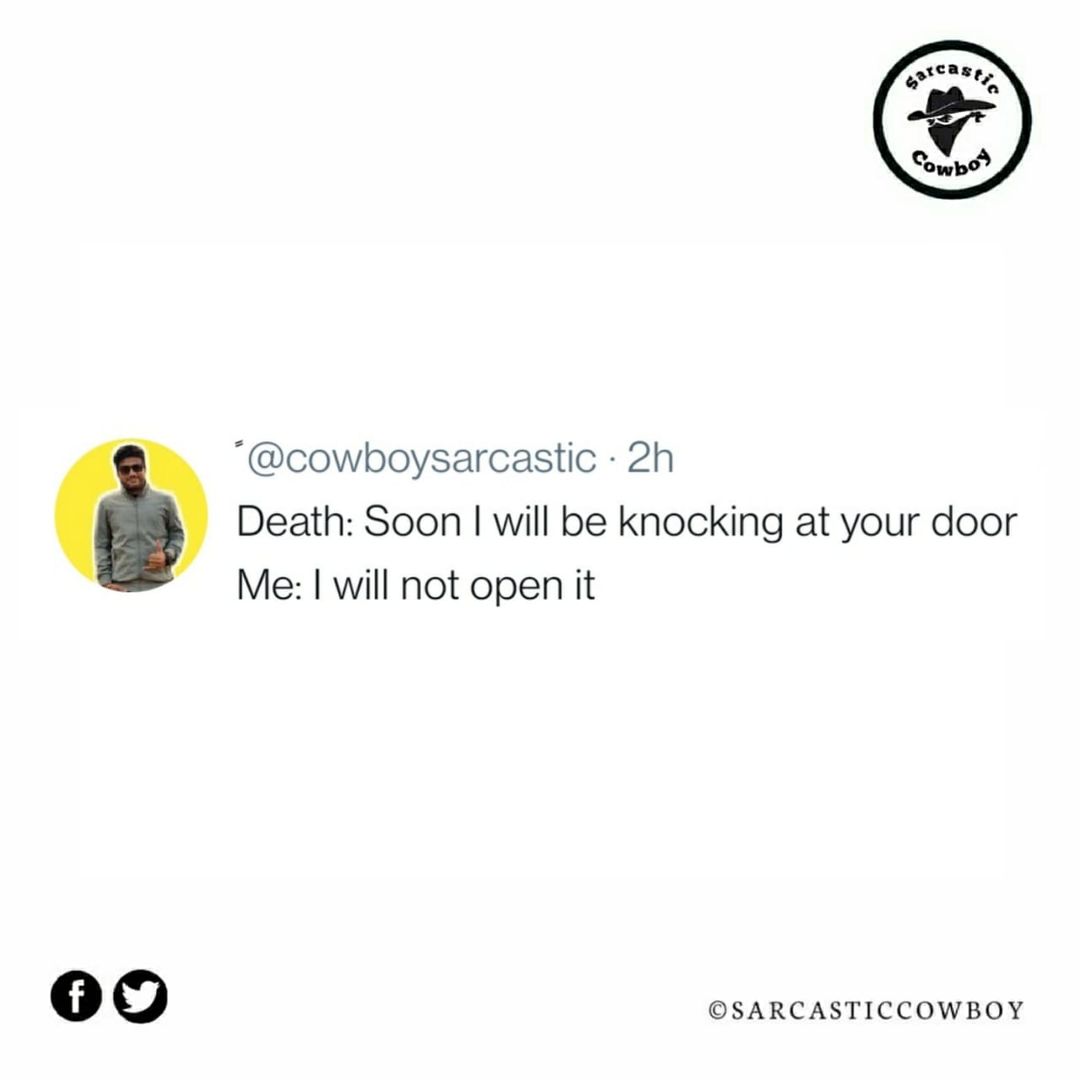 Sarcastic
Cowboy
@cowboysarcastic · 2h
Death: Soon I will be knocking at your door
Me: I will not open it
©SARCASTICCOWBOY